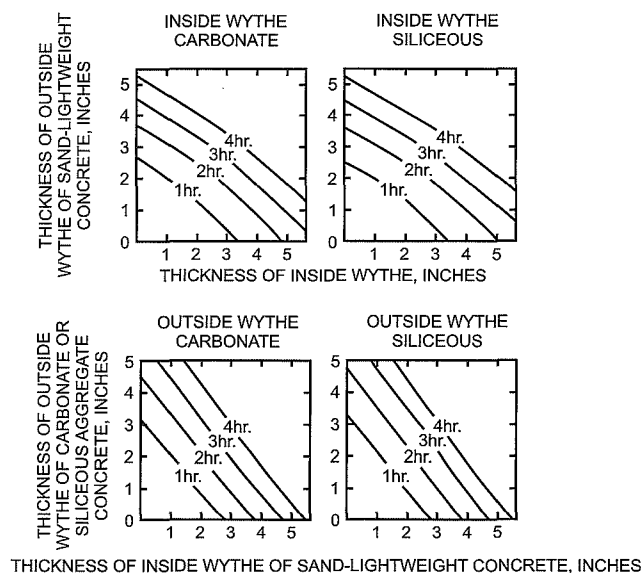 INSIDE WYTHE
CARBONATE
INSIDE WYTHE
SILICEOUS
THICKNESS OF OUTSIDE
WYTHE OF SAND-LIGHTWEIGHT
CONCRETE, INCHES
5
4
3
2
1
0
4hr.
3hr.
2hr.
1hr.
1 2 3 4 5
5
4
3
2
1
0
4hr.
3hr.
2hr.
1hr.
1 2 3 4 5
THICKNESS OF INSIDE WYTHE, INCHES
OUTSIDE WYTHE
CARBONATE
OUTSIDE WYTHE
SILICEOUS
THICKNESS OF OUTSIDE
WYTHE OF CARBONATE OR
SILICEOUS AGGREGATE
CONCRETE, INCHES
5
4
3
2
1
0
4hr.
3hr.
2hr.
1hr.
1 2 3 4 5
5
4
3
2
1
0
4hr.
3hr.
2hr.
1hr.
1 2 3 4 5
THICKNESS OF INSIDE WYTHE OF SAND-LIGHTWEIGHT CONCRETE, INCHES